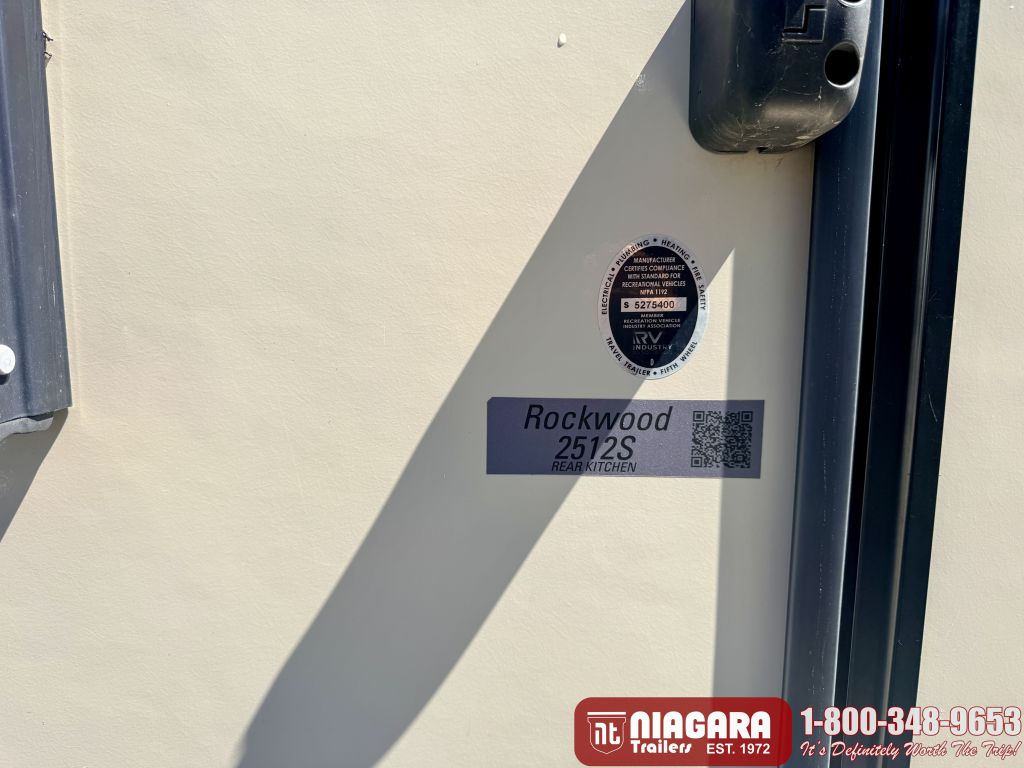 ELECTRICAL • PLUMBING • HEATING • FIRE SAFETY
MANUFACTURER
CERTIFIES COMPLIANCE
WITH STANDARD FOR
RECREATIONAL VEHICLES
NFPA 1192
S 5275400
MEMBER
RECREATION VEHICLE
INDUSTRY ASSOCIATION
RV
INDUSTRY
D
TRAVEL TRAILER • FIFTH WHEEL
Rockwood
2512S
REAR KITCHEN
nt NIAGARA
Trailers EST. 1972
1-800-348-9653
It's Definitely Worth The Trip!